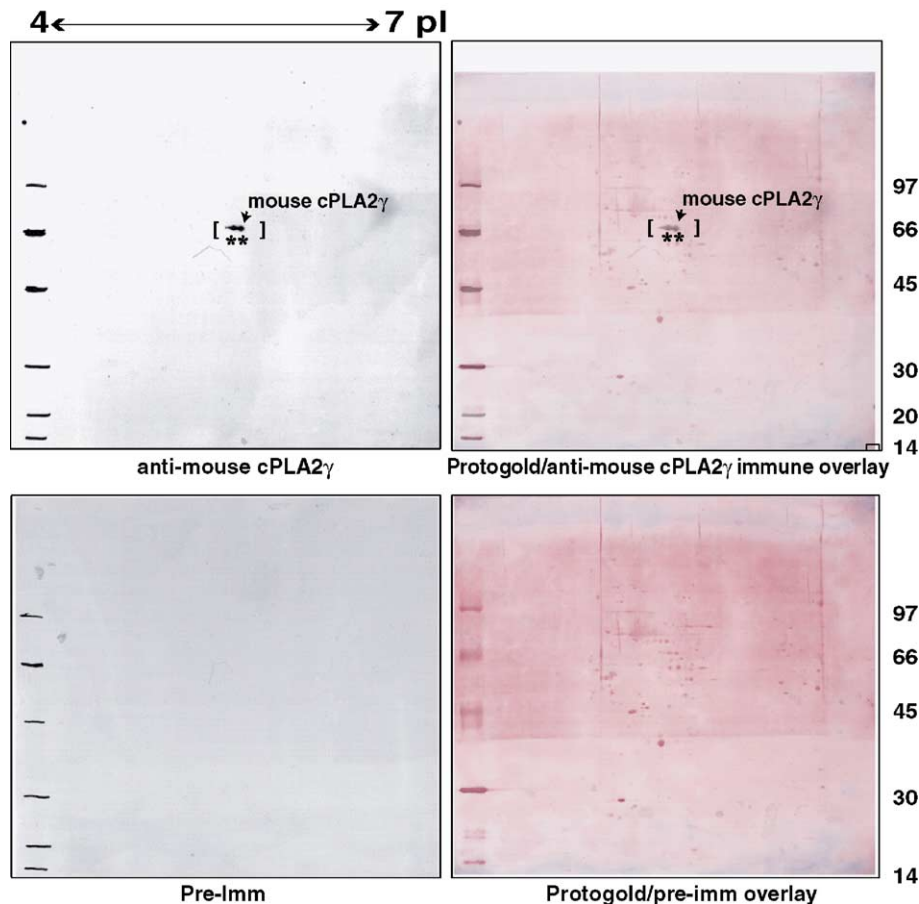 4 7 pI
mouse cPLA2γ
[ ]
**
mouse cPLA2γ
[ ]
**
97
66
45
30
20
14
anti-mouse cPLA2γ
Protogold/anti-mouse cPLA2γ immune overlay
97
66
45
30
14
Pre-Imm
Protogold/pre-imm overlay